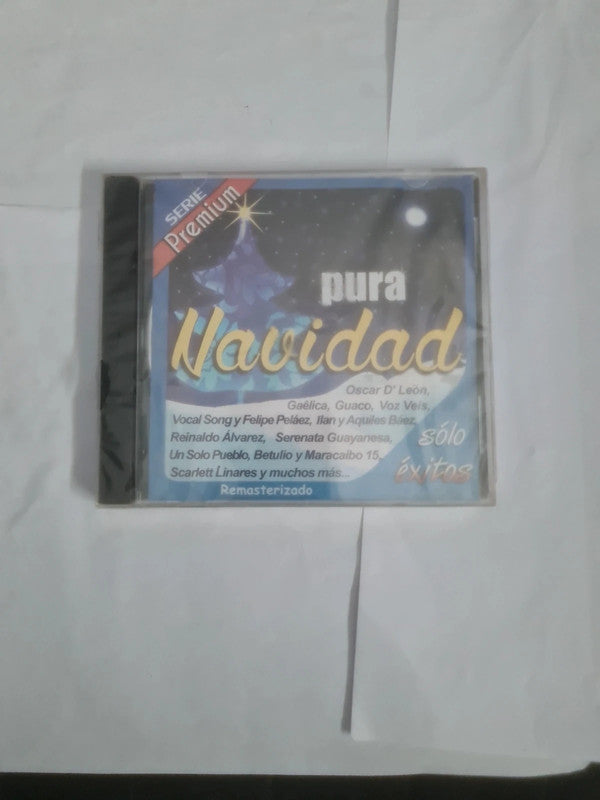 SERIE
Premium
pura
Navidad
Oscar D' León,
Gaélica, Guaco, Voz Veis,
Vocal Song y Felipe Peláez, Ilan y Aquiles Báez,
Reinaldo Álvarez, Serenata Guayanesa,
Un Solo Pueblo, Betulio y Maracaibo 15,
Scarlett Linares y muchos más...
sólo
éxitos
Remasterizado